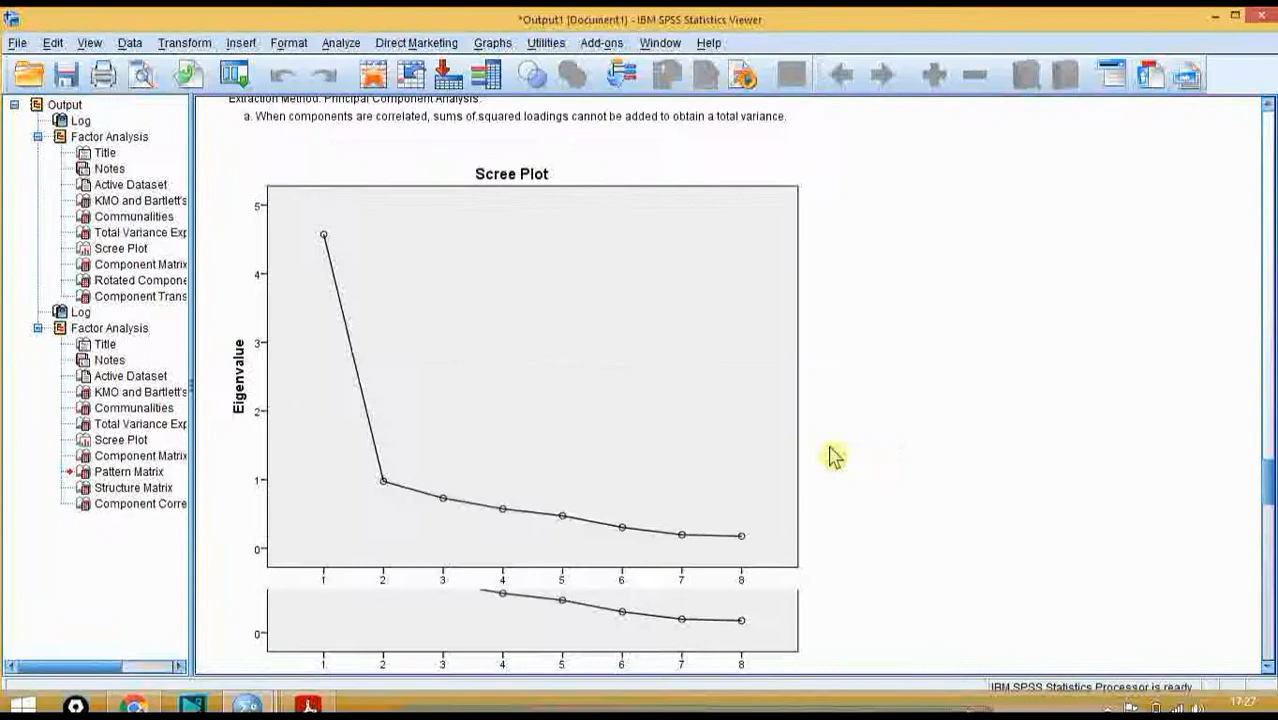 *Output1 [Document1] - IBM SPSS Statistics Viewer
File Edit View Data Transform Insert Format Analyze Direct Marketing Graphs Utilities Add-ons Window Help
Output
Log
Factor Analysis
Title
Notes
Active Dataset
KMO and Bartlett's
Communalities
Total Variance Exp
Scree Plot
Component Matrix
Rotated Compone
Component Trans
Log
Factor Analysis
Title
Notes
Active Dataset
KMO and Bartlett's
Communalities
Total Variance Exp
Scree Plot
Component Matrix
Pattern Matrix
Structure Matrix
Component Corre
Extraction Method: Principal Component Analysis.
a. When components are correlated, sums of squared loadings cannot be added to obtain a total variance.
Scree Plot
5
4
3
2
1
0
Eigenvalue
1 2 3 4 5 6 7 8
0
1 2 3 4 5 6 7 8
IBM SPSS Statistics Processor is ready
17:27